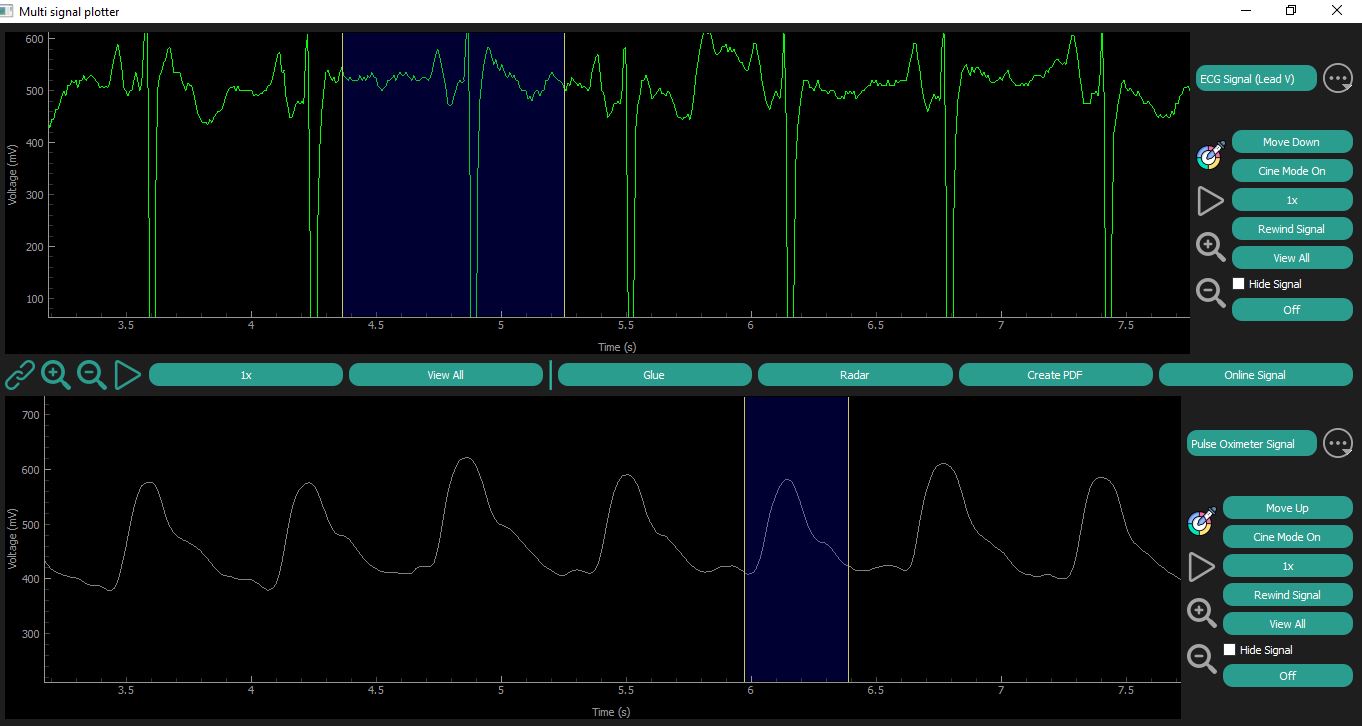 Multi signal plotter
600
500
400
300
200
100
Voltage (mV)
3.5 4 4.5 5 5.5 6 6.5 7 7.5
Time (s)
ECG Signal (Lead V)
Move Down
Cine Mode On
1x
Rewind Signal
View All
Hide Signal
Off
1x View All Glue Radar Create PDF Online Signal
700
600
500
400
300
Voltage (mV)
3.5 4 4.5 5 5.5 6 6.5 7 7.5
Time (s)
Pulse Oximeter Signal
Move Up
Cine Mode On
1x
Rewind Signal
View All
Hide Signal
Off